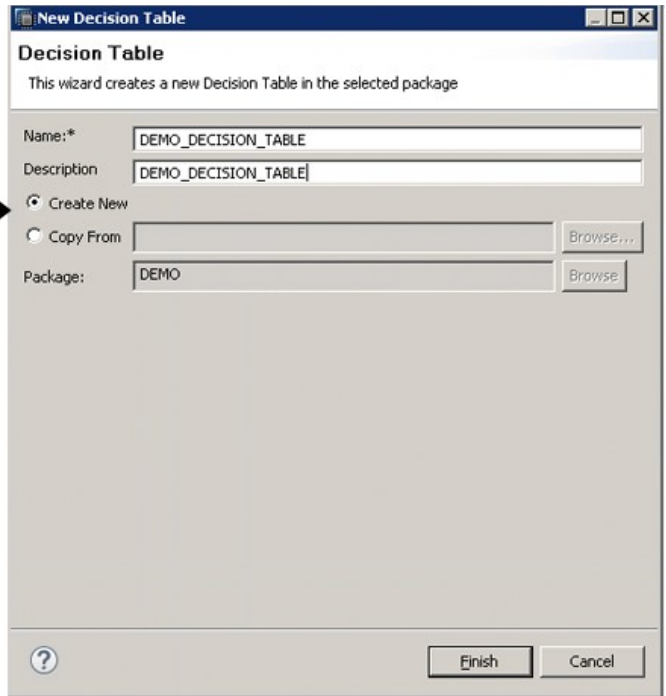 New Decision Table
Decision Table
This wizard creates a new Decision Table in the selected package
Name:* DEMO_DECISION_TABLE
Description DEMO_DECISION_TABLE
Create New
Copy From Browse...
Package: DEMO Browse
? Finish Cancel